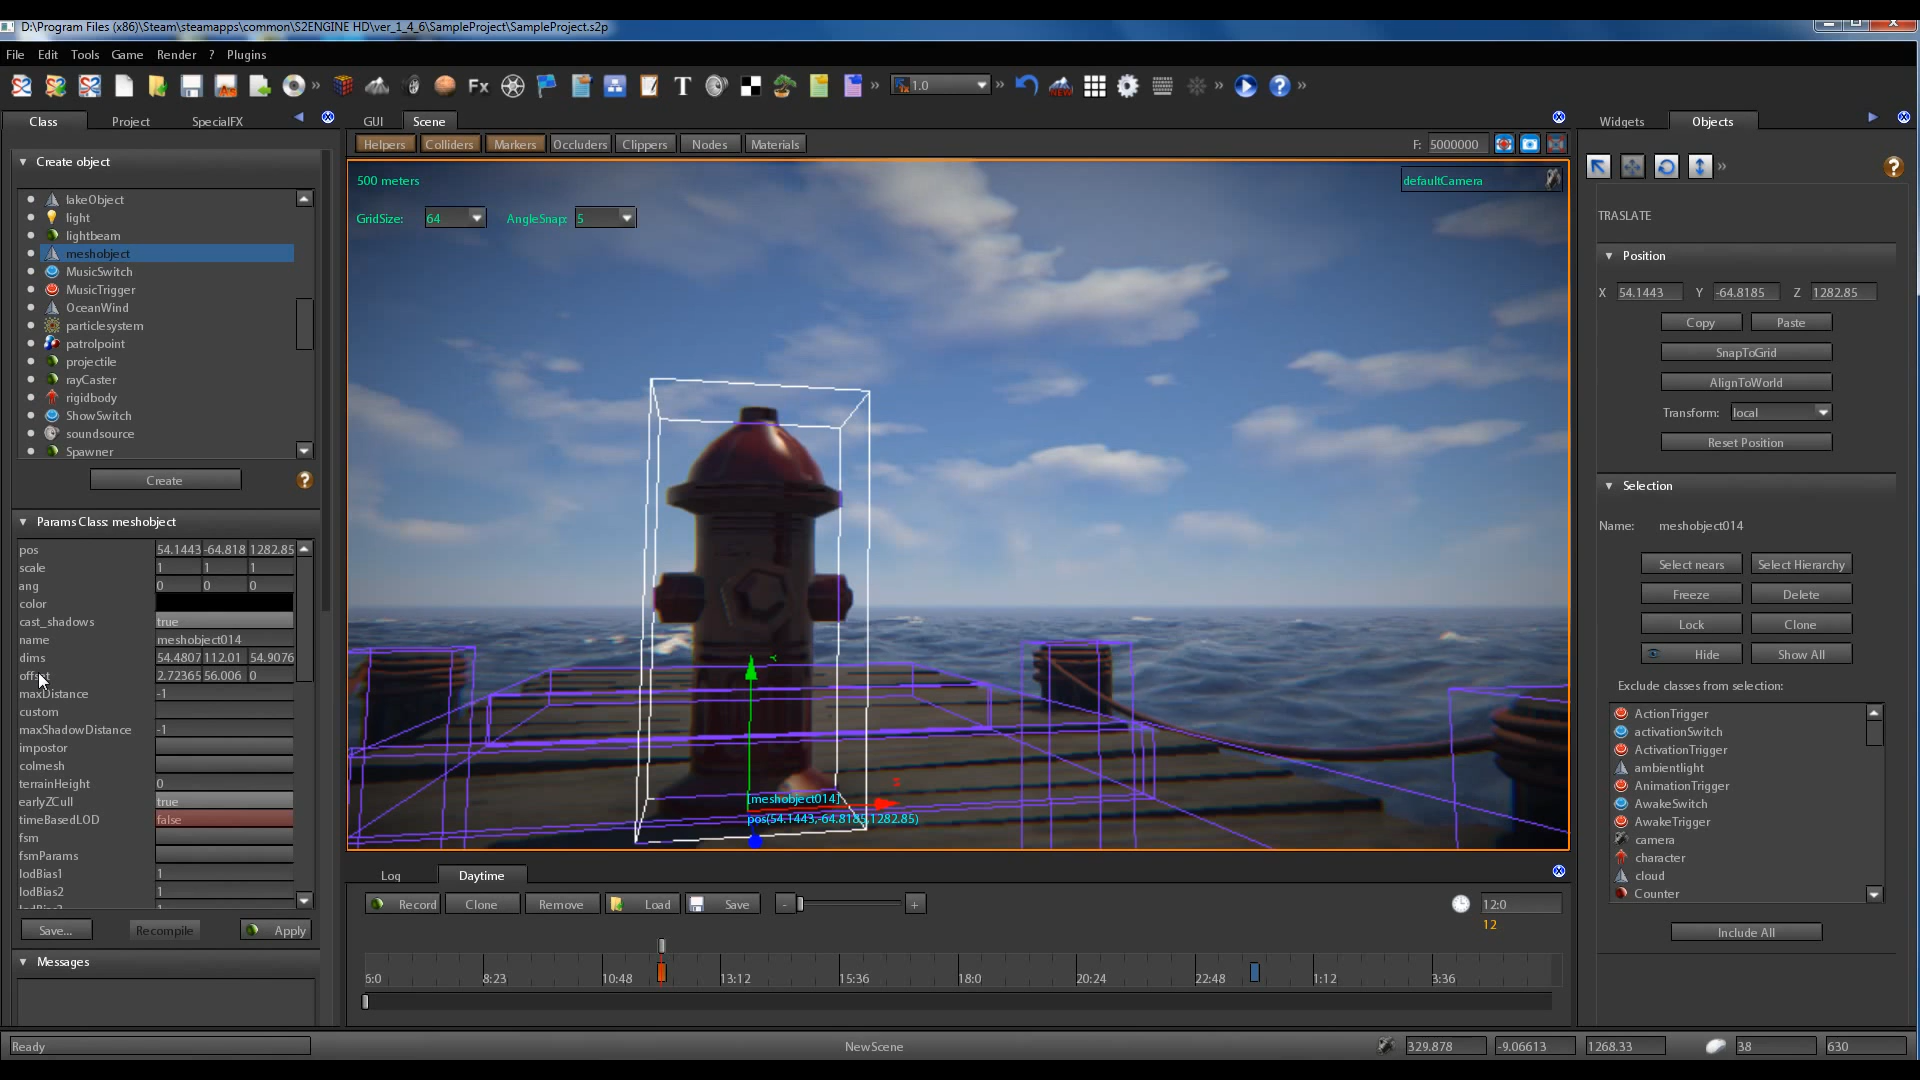 D:\Program Files (x86)\Steam\steamapps\common\S2ENGINE HD\ver_1_4_6\SampleProject\SampleProject.s2p
File Edit Tools Game Render ? Plugins
Fx T 1.0
Class Project SpecialFX
GUI Scene
Widgets Objects
Helpers Colliders Markers Occluders Clippers Nodes Materials F: 5000000
Create object
lakeObject
light
lightbeam
meshobject
MusicSwitch
MusicTrigger
OceanWind
particlesystem
patrolpoint
projectile
rayCaster
rigidbody
ShowSwitch
soundsource
Spawner
Create
Params Class: meshobject
pos 54.1443 -64.818 1282.85
scale 1 1 1
ang 0 0 0
color
cast_shadows true
name meshobject014
dims 54.4807 112.01 54.9076
offset 2.72365 56.006 0
maxDistance -1
custom
maxShadowDistance -1
impostor
colmesh
terrainHeight 0
earlyZCull true
timeBasedLOD false
fsm
fsmParams
lodBias1 1
lodBias2 1
Save... Recompile Apply
Messages
500 meters
defaultCamera
GridSize: 64 AngleSnap: 5
[meshobject014]
pos(54.1443,-64.8185,1282.85)
Log Daytime
Record Clone Remove Load Save - + 12:0
12
6:0 8:23 10:48 13:12 15:36 18:0 20:24 22:48 1:12 3:36
TRASLATE
Position
X 54.1443 Y -64.8185 Z 1282.85
Copy Paste
SnapToGrid
AlignToWorld
Transform: local
Reset Position
Selection
Name: meshobject014
Select nears Select Hierarchy
Freeze Delete
Lock Clone
Hide Show All
Exclude classes from selection:
ActionTrigger
activationSwitch
ActivationTrigger
ambientlight
AnimationTrigger
AwakeSwitch
AwakeTrigger
camera
character
cloud
Counter
Include All
Ready NewScene 329.878 -9.06613 1268.33 38 630